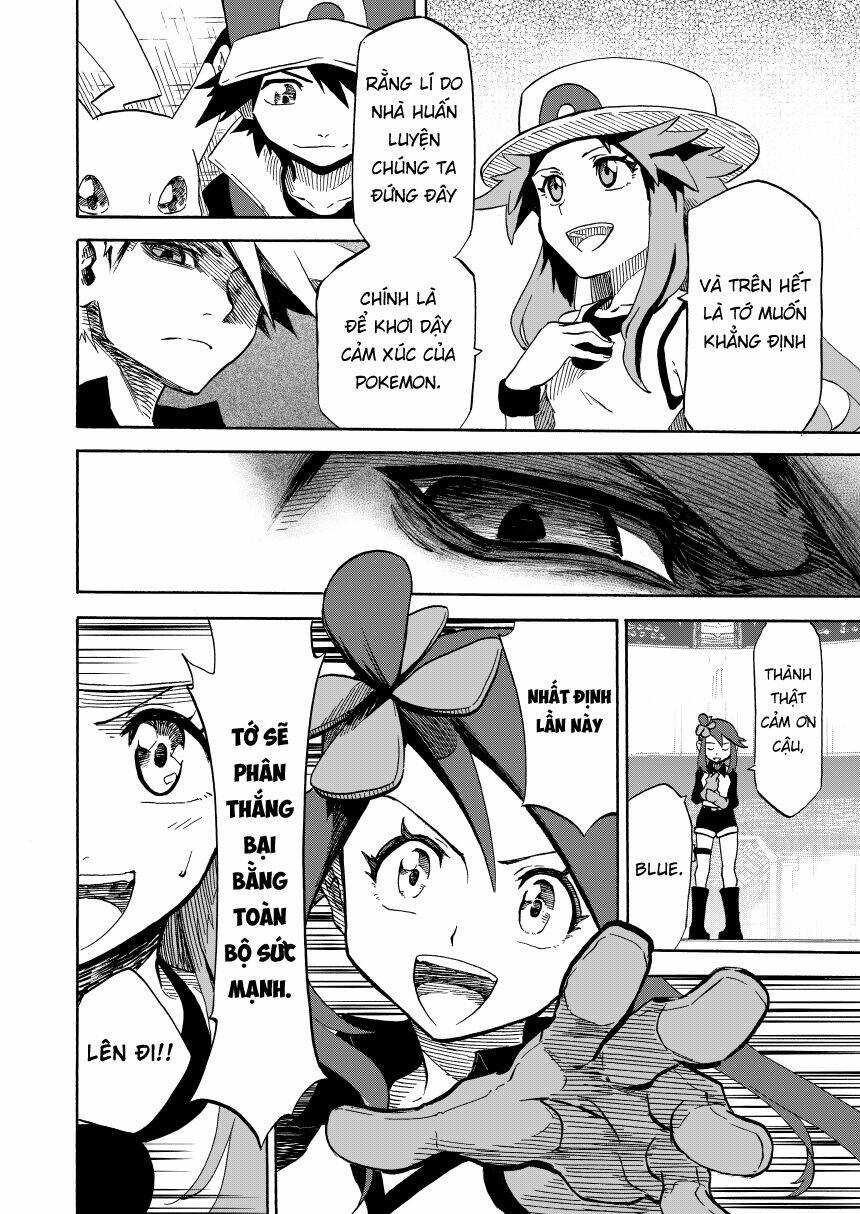 VÀ TRÊN HẾT
LÀ TỚ MUỐN
KHẲNG ĐỊNH
RẰNG LÍ DO
NHÀ HUẤN
LUYỆN
CHÚNG TA
ĐỨNG ĐÂY
CHÍNH LÀ
ĐỂ KHƠI DẬY
CẢM XÚC CỦA
POKEMON.
THÀNH
THẬT
CẢM ƠN
CẬU,
BLUE.
NHẤT ĐỊNH
LẦN NÀY
TỚ SẼ
PHÂN
THẮNG
BẠI
BẰNG
TOÀN
BỘ SỨC
MẠNH.
LÊN ĐI!!